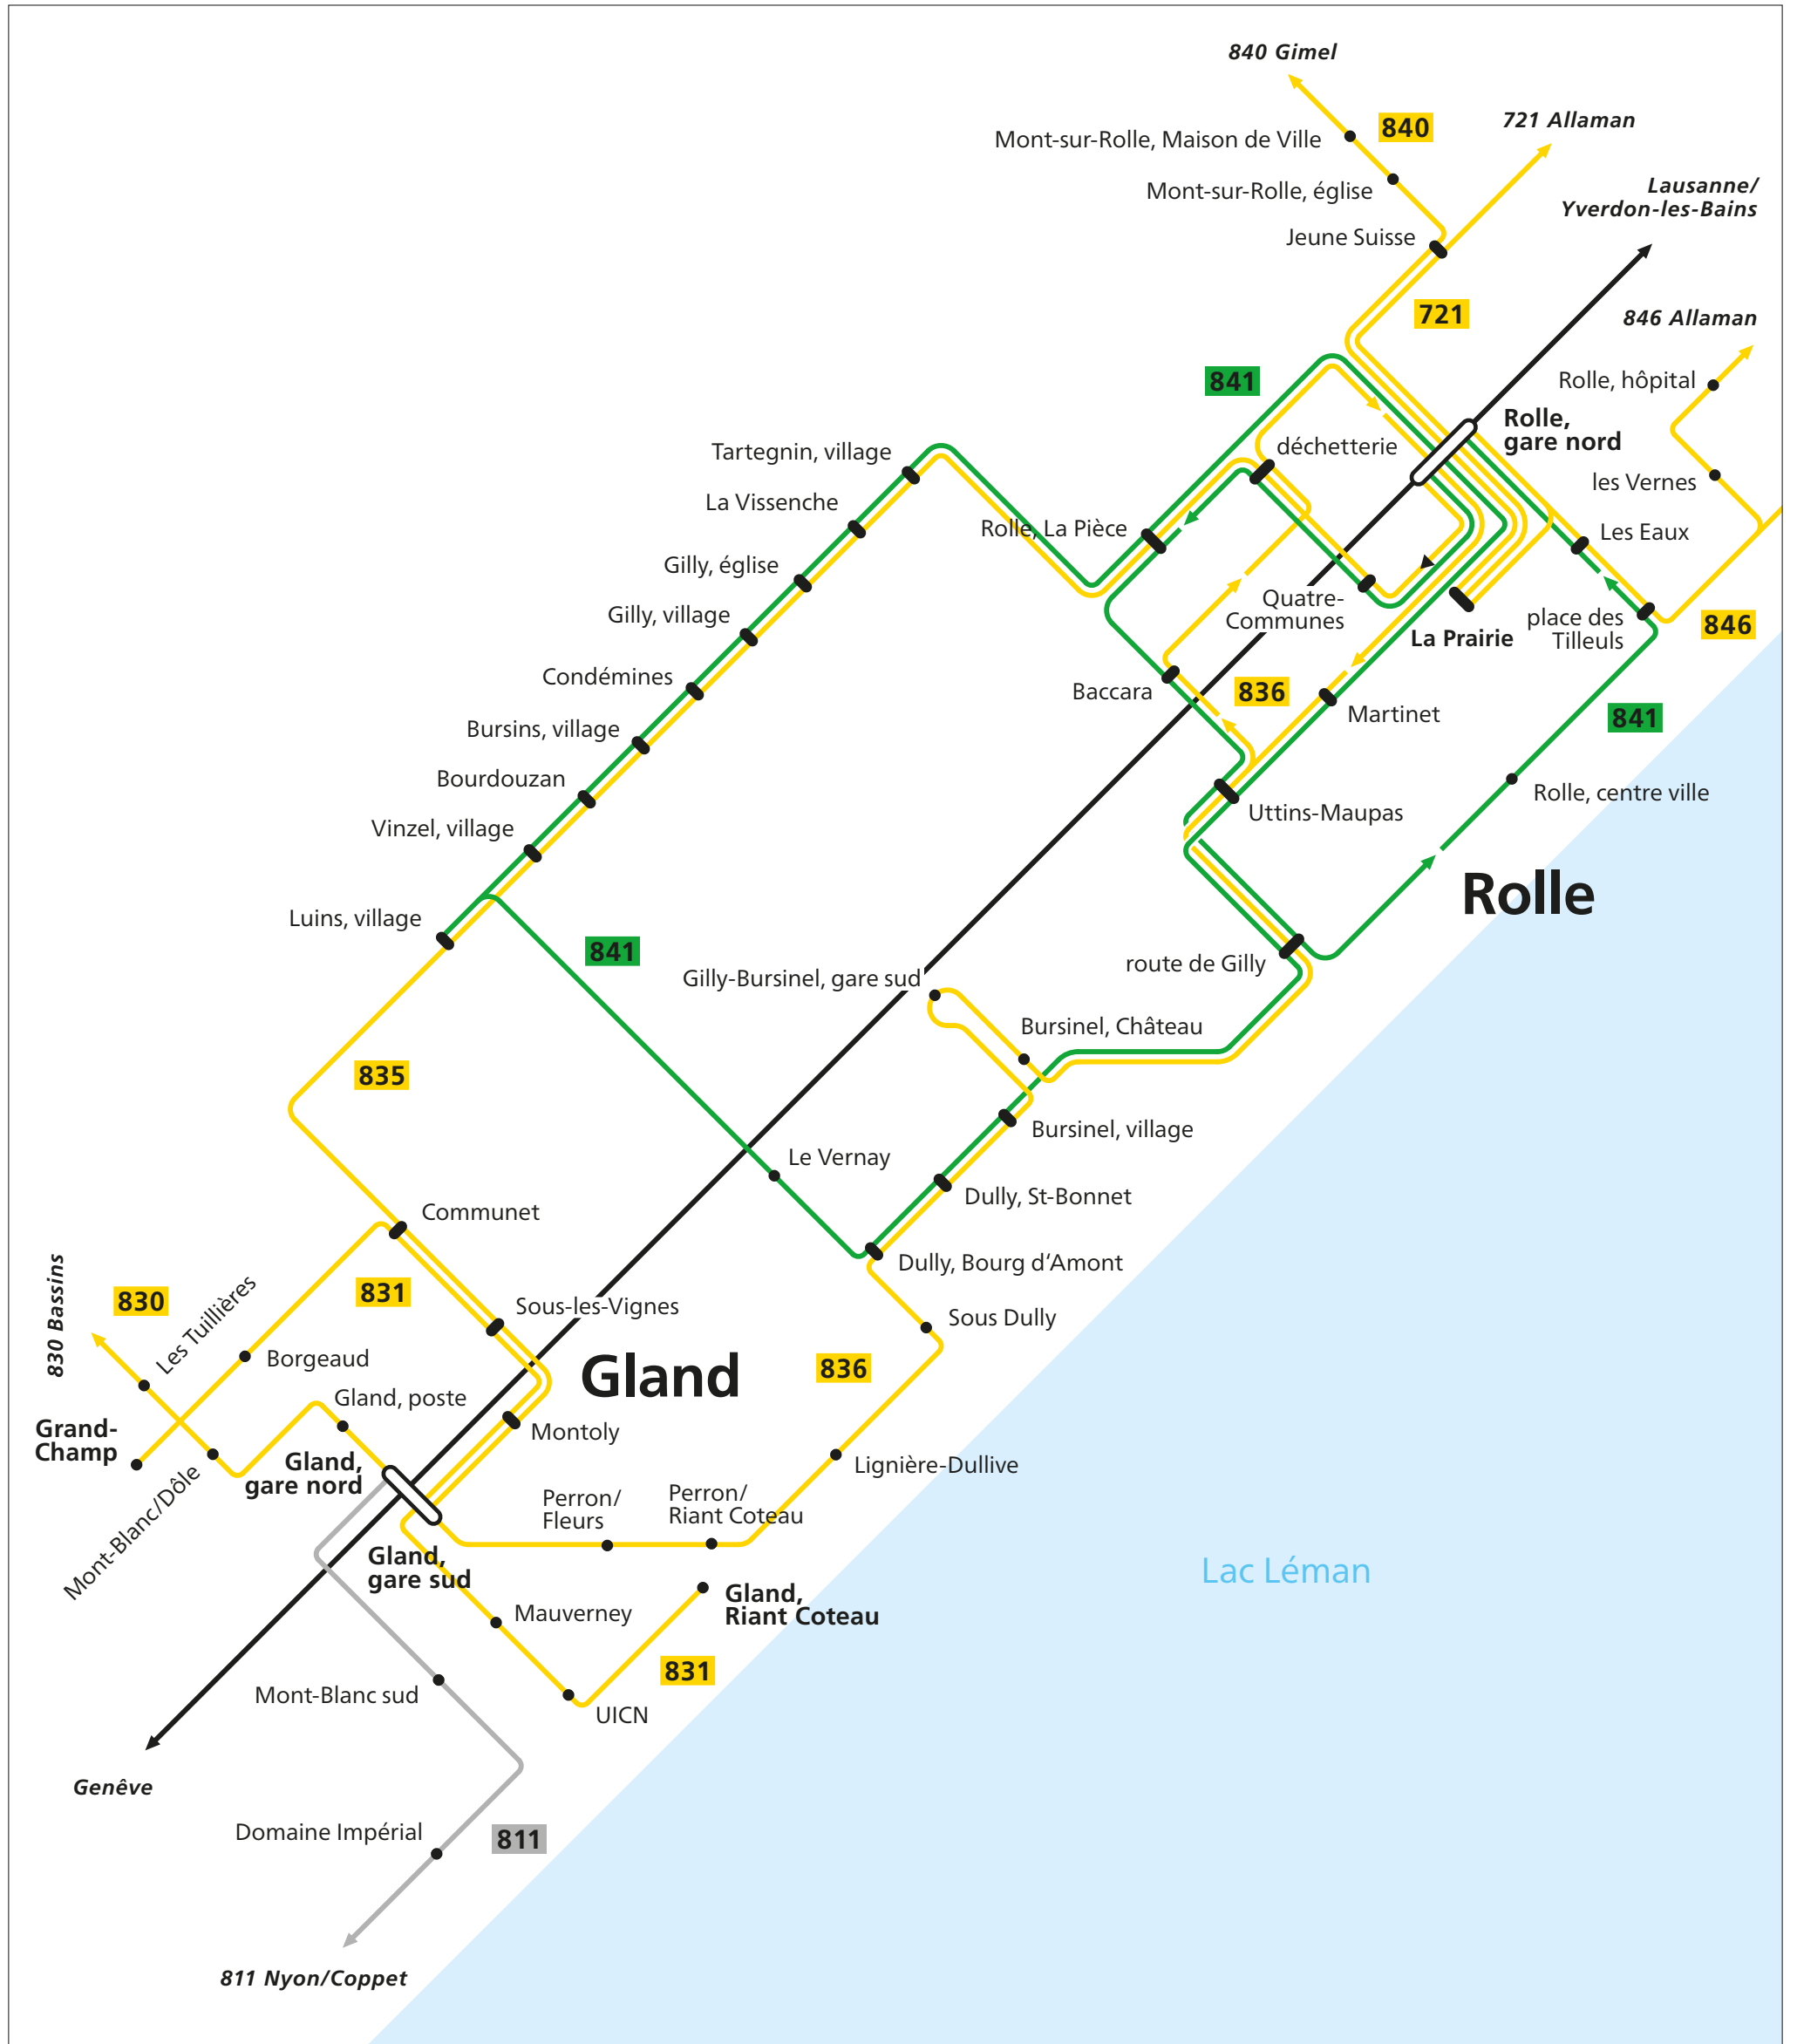 840 Gimel
840
721 Allaman
Mont-sur-Rolle, Maison de Ville
Mont-sur-Rolle, église
Lausanne/
Yverdon-les-Bains
Jeune Suisse
721
846 Allaman
841
Rolle, hôpital
Rolle,
gare nord
déchetterie
Tartegnin, village
les Vernes
La Vissenche
Rolle, La Pièce
Les Eaux
Gilly, église
Quatre-
Communes
Gilly, village
place des
Tilleuls
846
La Prairie
Condémines
Baccara
836
Martinet
841
Bursins, village
Bourdouzan
Rolle, centre ville
Vinzel, village
Uttins-Maupas
Rolle
Luins, village
841
route de Gilly
Gilly-Bursinel, gare sud
Bursinel, Château
835
Bursinel, village
Le Vernay
Dully, St-Bonnet
Communet
Dully, Bourg d‘Amont
830 Bassins
830
Les Tuillières
831
Sous-les-Vignes
Sous Dully
Borgeaud
Gland
836
Gland, poste
Grand-
Champ
Montoly
Gland,
gare nord
Lignière-Dullive
Mont-Blanc/Dôle
Perron/
Fleurs
Perron/
Riant Coteau
Gland,
gare sud
Lac Léman
Gland,
Riant Coteau
Mauverney
831
Mont-Blanc sud
UICN
Genêve
Domaine Impérial
811
811 Nyon/Coppet